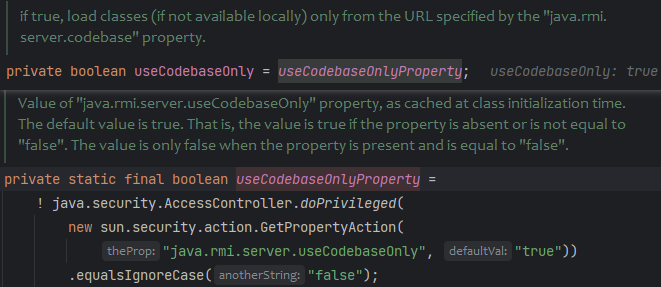 if true, load classes (if not available locally) only from the URL specified by the "java.rmi.
server.codebase" property.
private boolean useCodebaseOnly = useCodebaseOnlyProperty;   useCodebaseOnly: true
Value of "java.rmi.server.useCodebaseOnly" property, as cached at class initialization time.
The default value is true. That is, the value is true if the property is absent or is not equal to
"false". The value is only false when the property is present and is equal to "false".
private static final boolean useCodebaseOnlyProperty =
! java.security.AccessController.doPrivileged(
new sun.security.action.GetPropertyAction(
theProp: "java.rmi.server.useCodebaseOnly", defaultVal: "true"))
.equalsIgnoreCase( anotherString: "false");